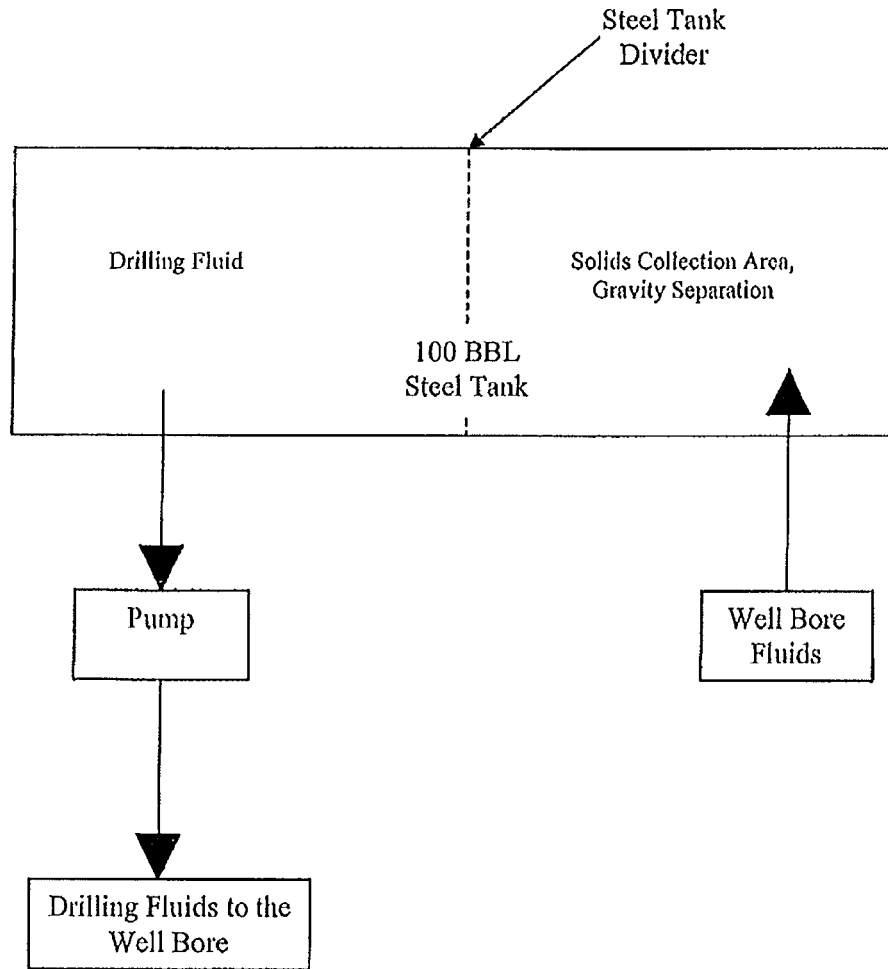 Steel Tank
Divider
Drilling Fluid
Solids Collection Area,
Gravity Separation
100 BBL
Steel Tank
Pump
Well Bore
Fluids
Drilling Fluids to the
Well Bore